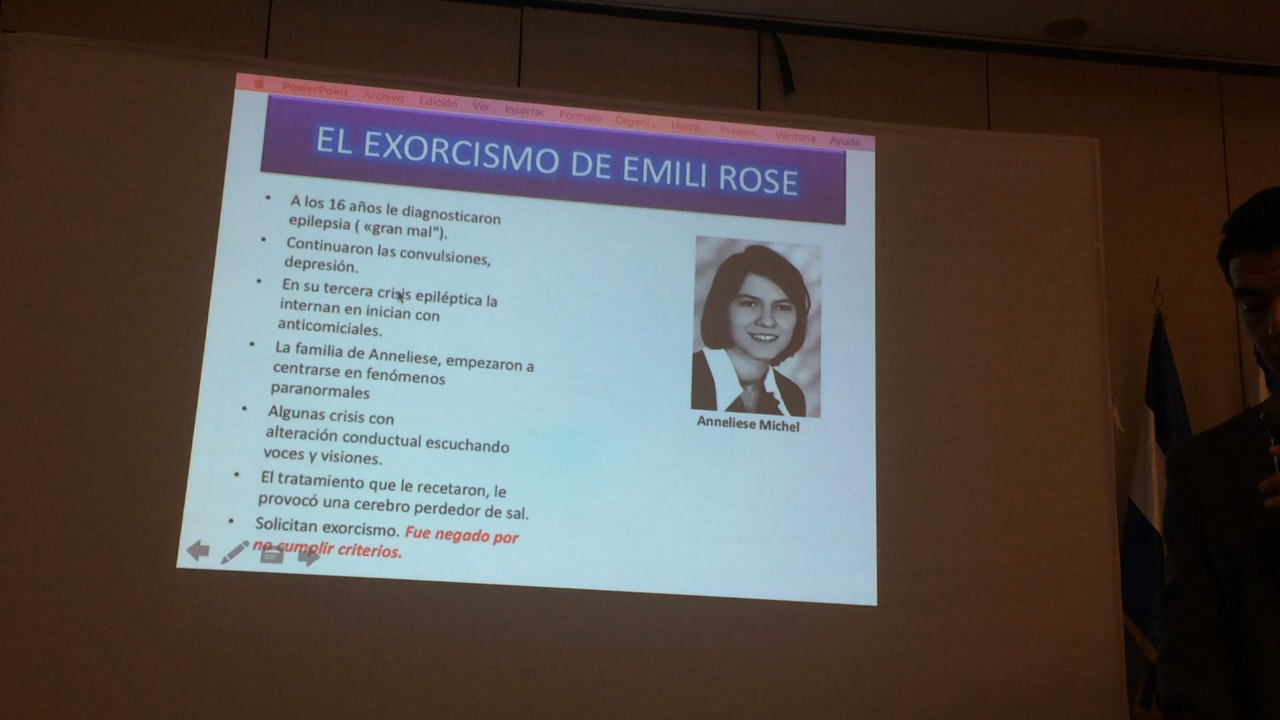 PowerPoint Archivo Edición Ver Insertar Formato Organi... Herra... Presen... Ventana Ayuda
EL EXORCISMO DE EMILI ROSE
• A los 16 años le diagnosticaron
epilepsia ( «gran mal").
• Continuaron las convulsiones,
depresión.
• En su tercera crisis epiléptica la
internan en inician con
anticomiciales.
• La familia de Anneliese, empezaron a
centrarse en fenómenos
paranormales
• Algunas crisis con
alteración conductual escuchando
voces y visiones.
• El tratamiento que le recetaron, le
provocó una cerebro perdedor de sal.
• Solicitan exorcismo. Fue negado por
no cumplir criterios.
Anneliese Michel